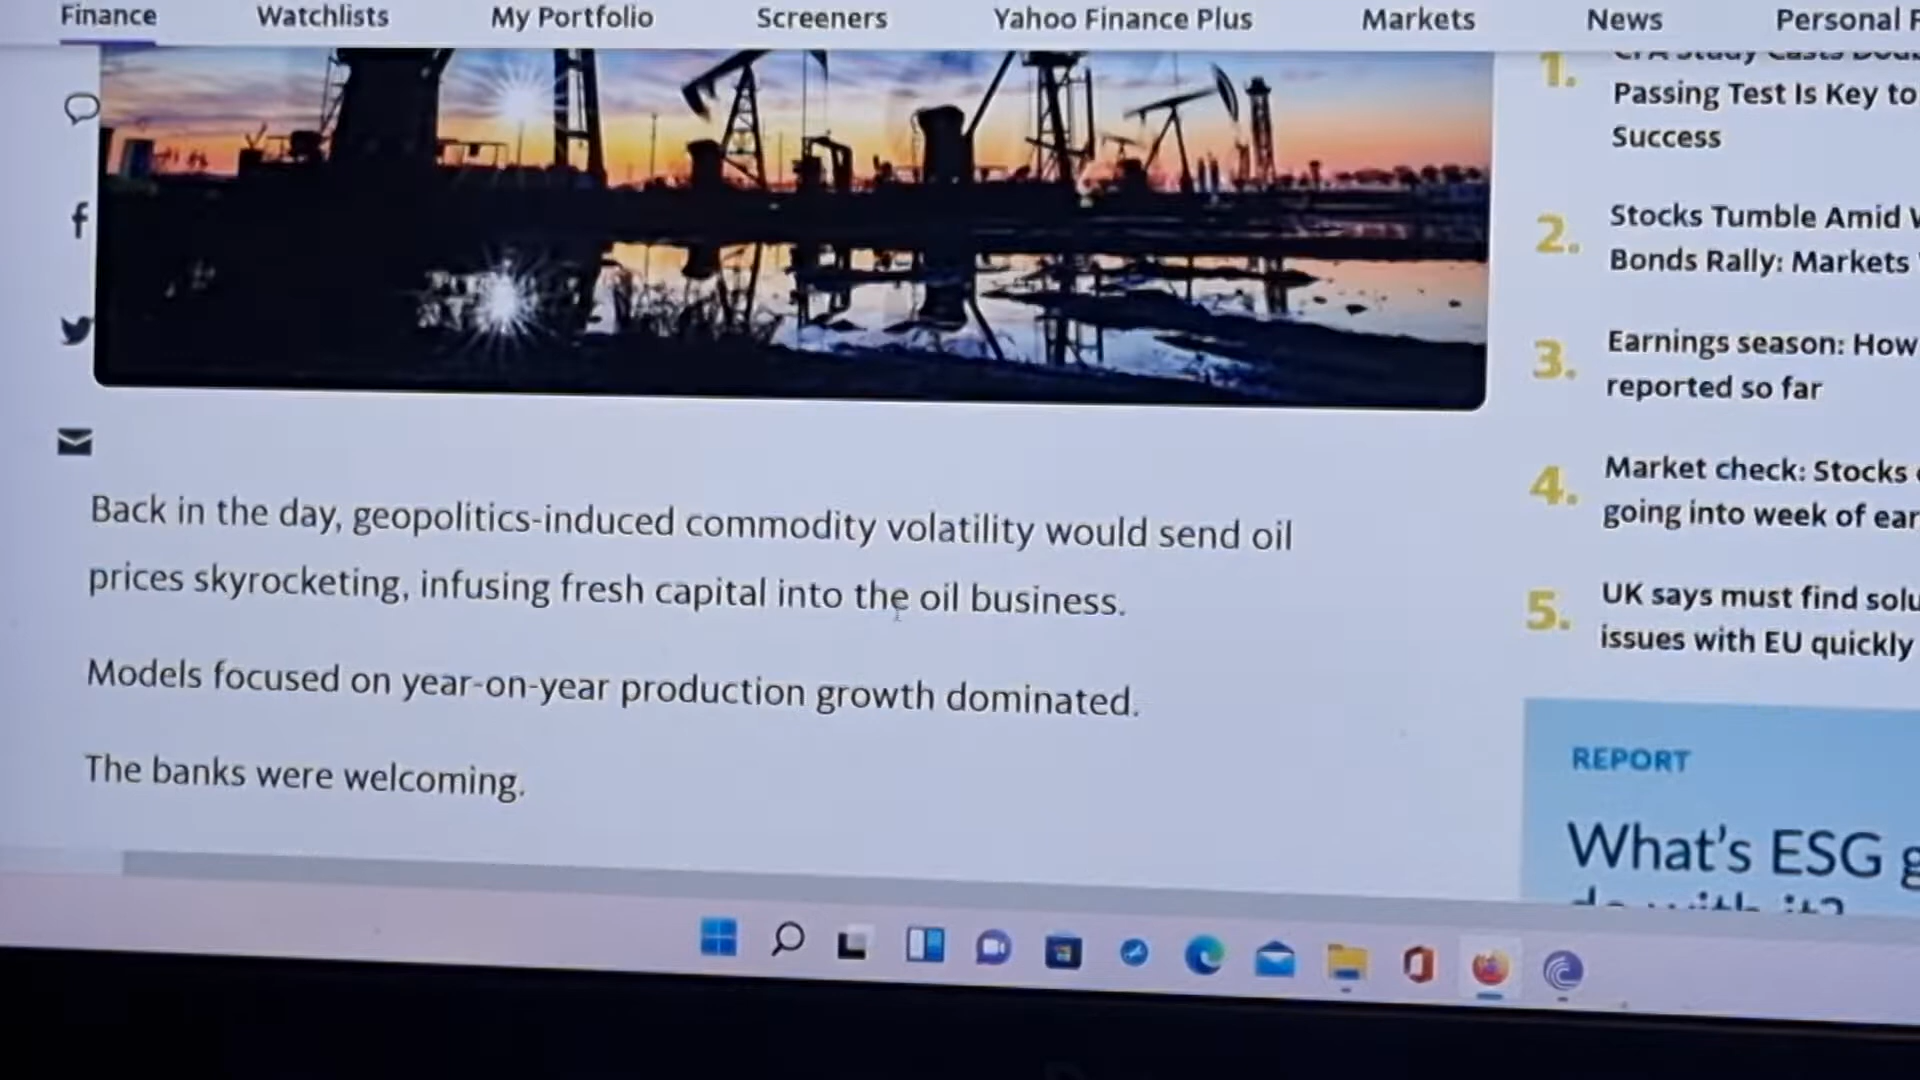 Finance Watchlists My Portfolio Screeners Yahoo Finance Plus Markets News Personal
1.
Passing Test Is Key to
Success
2. Stocks Tumble Amid
Bonds Rally: Markets
3. Earnings season: How
reported so far
4. Market check: Stocks
going into week of
5. UK says must find
issues with EU quickly
Back in the day, geopolitics-induced commodity volatility would send oil
prices skyrocketing, infusing fresh capital into the oil business.
Models focused on year-on-year production growth dominated.
The banks were welcoming.
REPORT
What's ESG